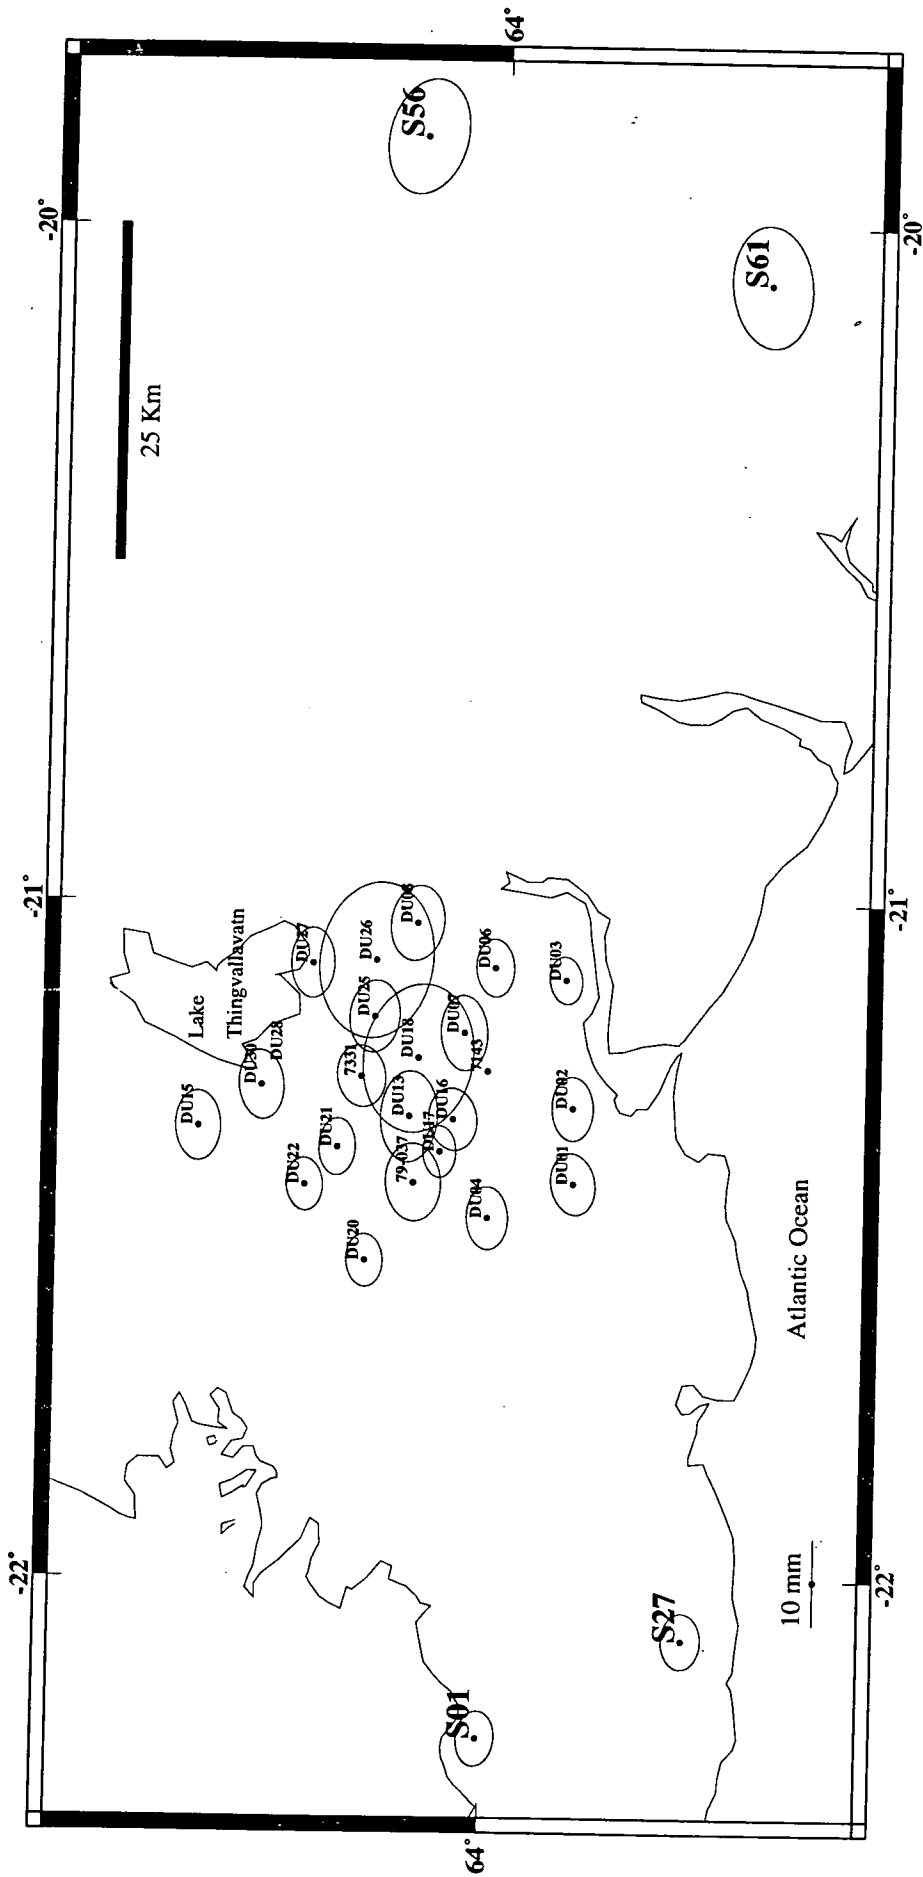 -22°
-21°
-20°
64°
64°
-22°
-21°
-20°
25 Km
Lake
Thingvallavatn
DU15
DU30
DU28
DU22
DU21
DU27
DU20
7331
DU25
DU26
DU13
DU18
DU08
79-037
DU17
DU16
DU07
7143
DU06
DU04
DU01
DU02
DU03
S01
S27
S56
S61
Atlantic Ocean
10 mm